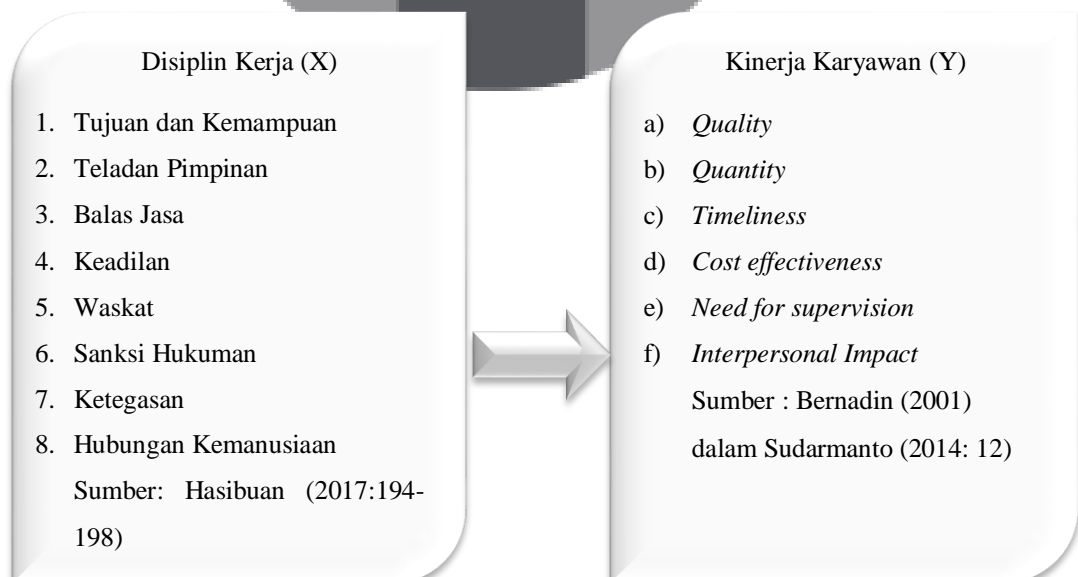 Disiplin Kerja (X)
1. Tujuan dan Kemampuan
2. Teladan Pimpinan
3. Balas Jasa
4. Keadilan
5. Waskat
6. Sanksi Hukuman
7. Ketegasan
8. Hubungan Kemanusiaan
Sumber: Hasibuan (2017:194-
198)
Kinerja Karyawan (Y)
a) Quality
b) Quantity
c) Timeliness
d) Cost effectiveness
e) Need for supervision
f) Interpersonal Impact
Sumber : Bernadin (2001)
dalam Sudarmanto (2014: 12)